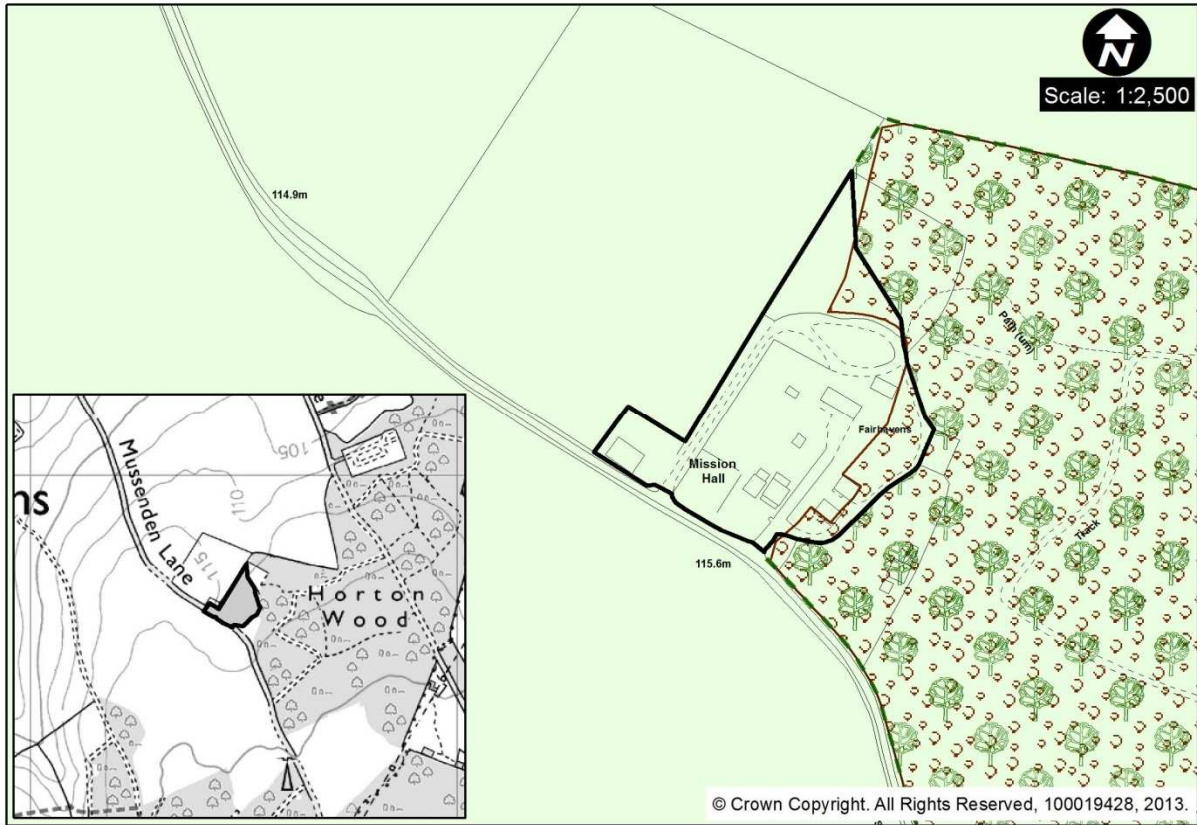 N
Scale: 1:2,500
114.9m
Path (um)
Fairhavens
Mission
Hall
Track
115.6m
Mussenden Lane
105
110
115
ns
Horton
Wood
© Crown Copyright. All Rights Reserved, 100019428, 2013.